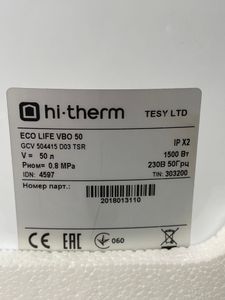 hi·therm TESY LTD
ECO LIFE VBO 50
GCV 504415 D03 TSR IP X2
V = 50 л 1500 Вт
Pном= 0.8 MPa 230В 50Грц
IDN: 4597 TIN: 303200
Номер парт.:
2018013110
CE EAC 060